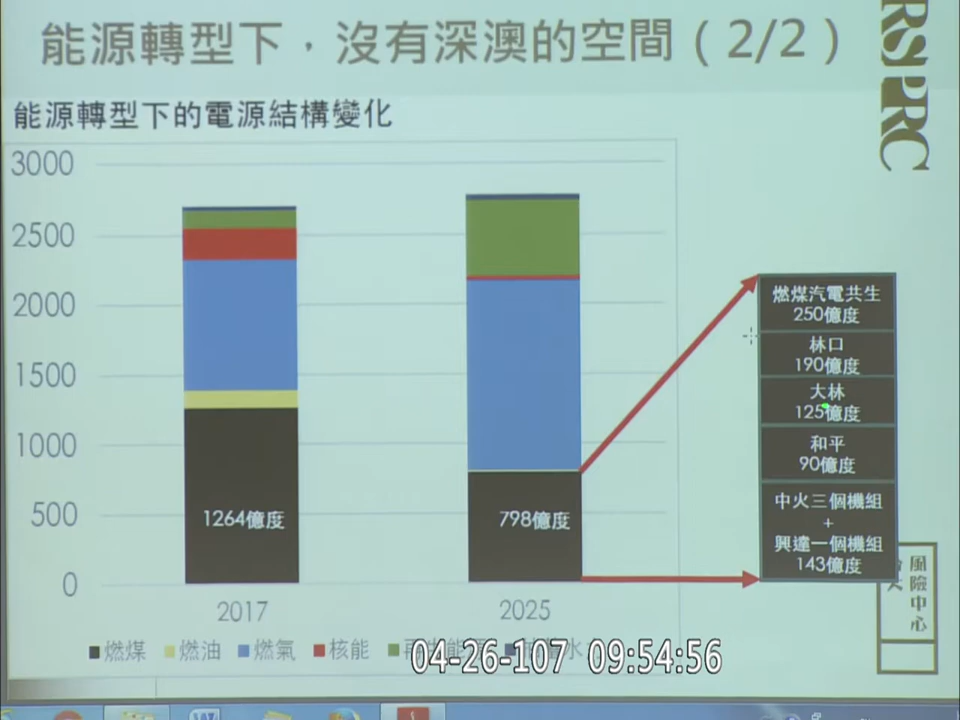 能源轉型下，沒有深澳的空間（2/2）
RSPRC
能源轉型下的電源結構變化
3000
2500
2000
1500
1000
500
0
1264億度
798億度
2017
2025
燃煤汽電共生
250億度
林口
190億度
大林
125億度
和平
90億度
中火三個機組
+
興達一個機組
143億度
風險中心
燃煤 燃油 燃氣 核能 再生能源
04-26-107 09:54:56